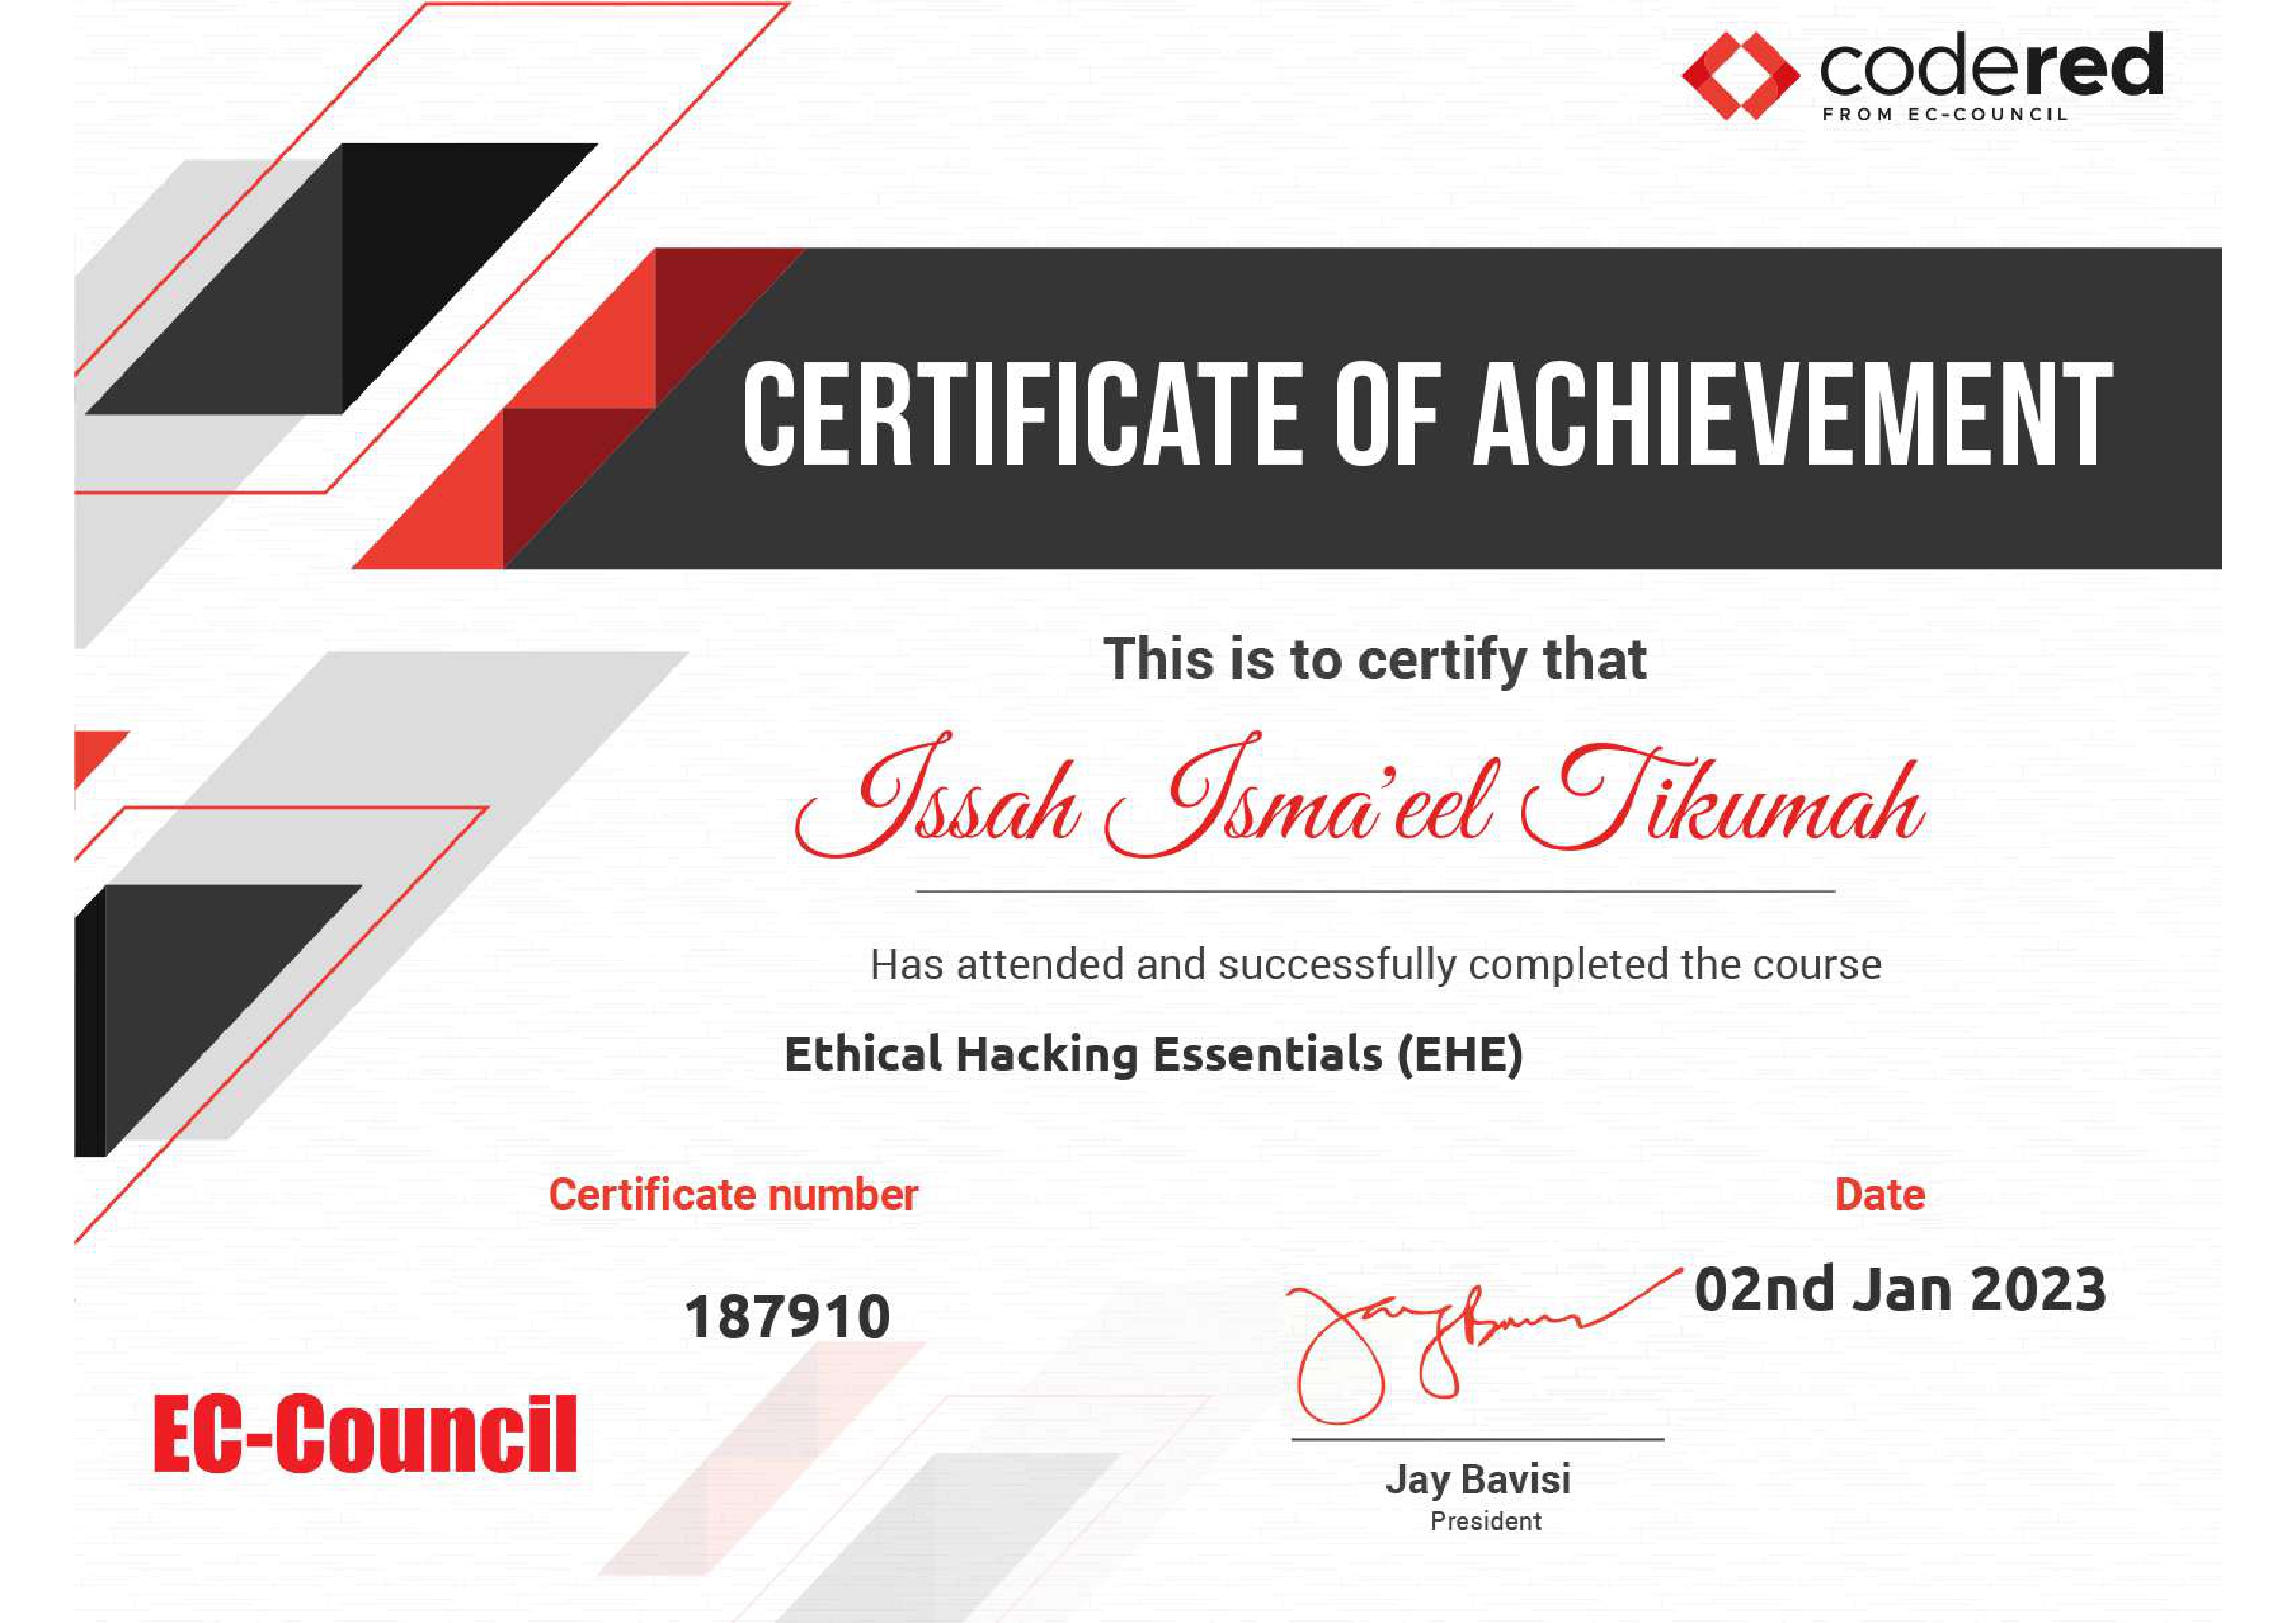 codered
FROM EC-COUNCIL
CERTIFICATE OF ACHIEVEMENT
This is to certify that
Issah Isma'eel Tikumah
Has attended and successfully completed the course
Ethical Hacking Essentials (EHE)
Certificate number
Date
187910
02nd Jan 2023
EC-Council
Jay Bavisi
President